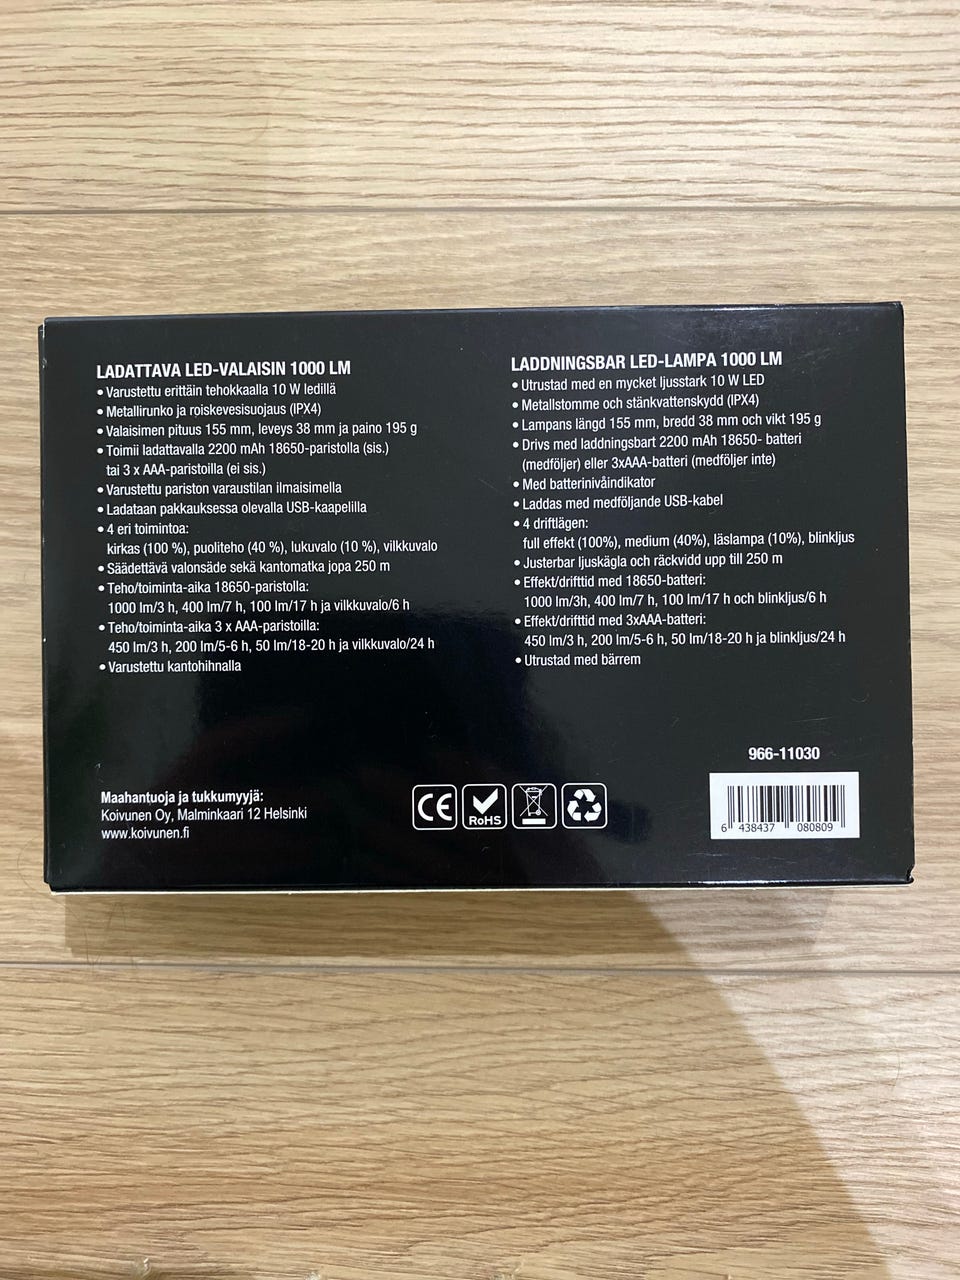 LADATTAVA LED-VALAISIN 1000 LM
• Varustettu erittäin tehokkaalla 10 W ledillä
• Metallirunko ja roiskevesisuojaus (IPX4)
• Valaisimen pituus 155 mm, leveys 38 mm ja paino 195 g
• Toimii ladattavalla 2200 mAh 18650-paristolla (sis.)
tai 3 x AAA-paristoilla (ei sis.)
• Varustettu pariston varaustilan ilmaisimella
• Ladataan pakkauksessa olevalla USB-kaapelilla
• 4 eri toimintoa:
kirkas (100 %), puoliteho (40 %), lukuvalo (10 %), vilkkuvalo
• Säädettävä valonsäde sekä kantomatka jopa 250 m
• Teho/toiminta-aika 18650-paristolla:
1000 lm/3 h, 400 lm/7 h, 100 lm/17 h ja vilkkuvalo/6 h
• Teho/toiminta-aika 3 x AAA-paristoilla:
450 lm/3 h, 200 lm/5-6 h, 50 lm/18-20 h ja vilkkuvalo/24 h
• Varustettu kantohihnalla
LADDNINGSBAR LED-LAMPA 1000 LM
• Utrustad med en mycket ljusstark 10 W LED
• Metallstomme och stänkvattenskydd (IPX4)
• Lampans längd 155 mm, bredd 38 mm och vikt 195 g
• Drivs med laddningsbart 2200 mAh 18650- batteri
(medföljer) eller 3xAAA-batteri (medföljer inte)
• Med batterinivåindikator
• Laddas med medföljande USB-kabel
• 4 driftlägen:
full effekt (100%), medium (40%), läslampa (10%), blinkljus
• Justerbar ljuskägla och räckvidd upp till 250 m
• Effekt/drifttid med 18650-batteri:
1000 lm/3h, 400 lm/7 h, 100 lm/17 h och blinkljus/6 h
• Effekt/drifttid med 3xAAA-batteri:
450 lm/3 h, 200 lm/5-6 h, 50 lm/18-20 h ja blinkljus/24 h
• Utrustad med bärrem
Maahantuoja ja tukkumyyjä:
Koivunen Oy, Malminkaari 12 Helsinki
www.koivunen.fi
CE
RoHS
966-11030
6 438437 080809